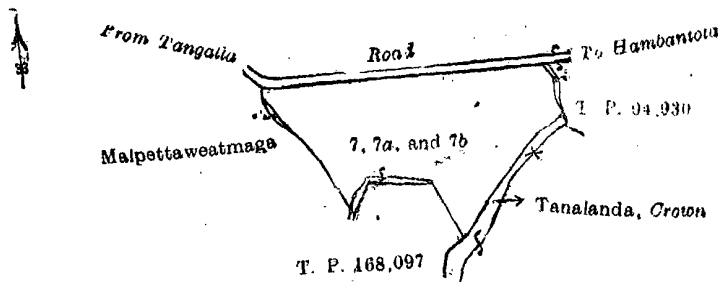 From Tangalla
Road
To Hambantota
T. P. 94,930
Malpettaweatmaga
7, 7a, and 7b
Tanalanda, Crown
T. P. 168,097